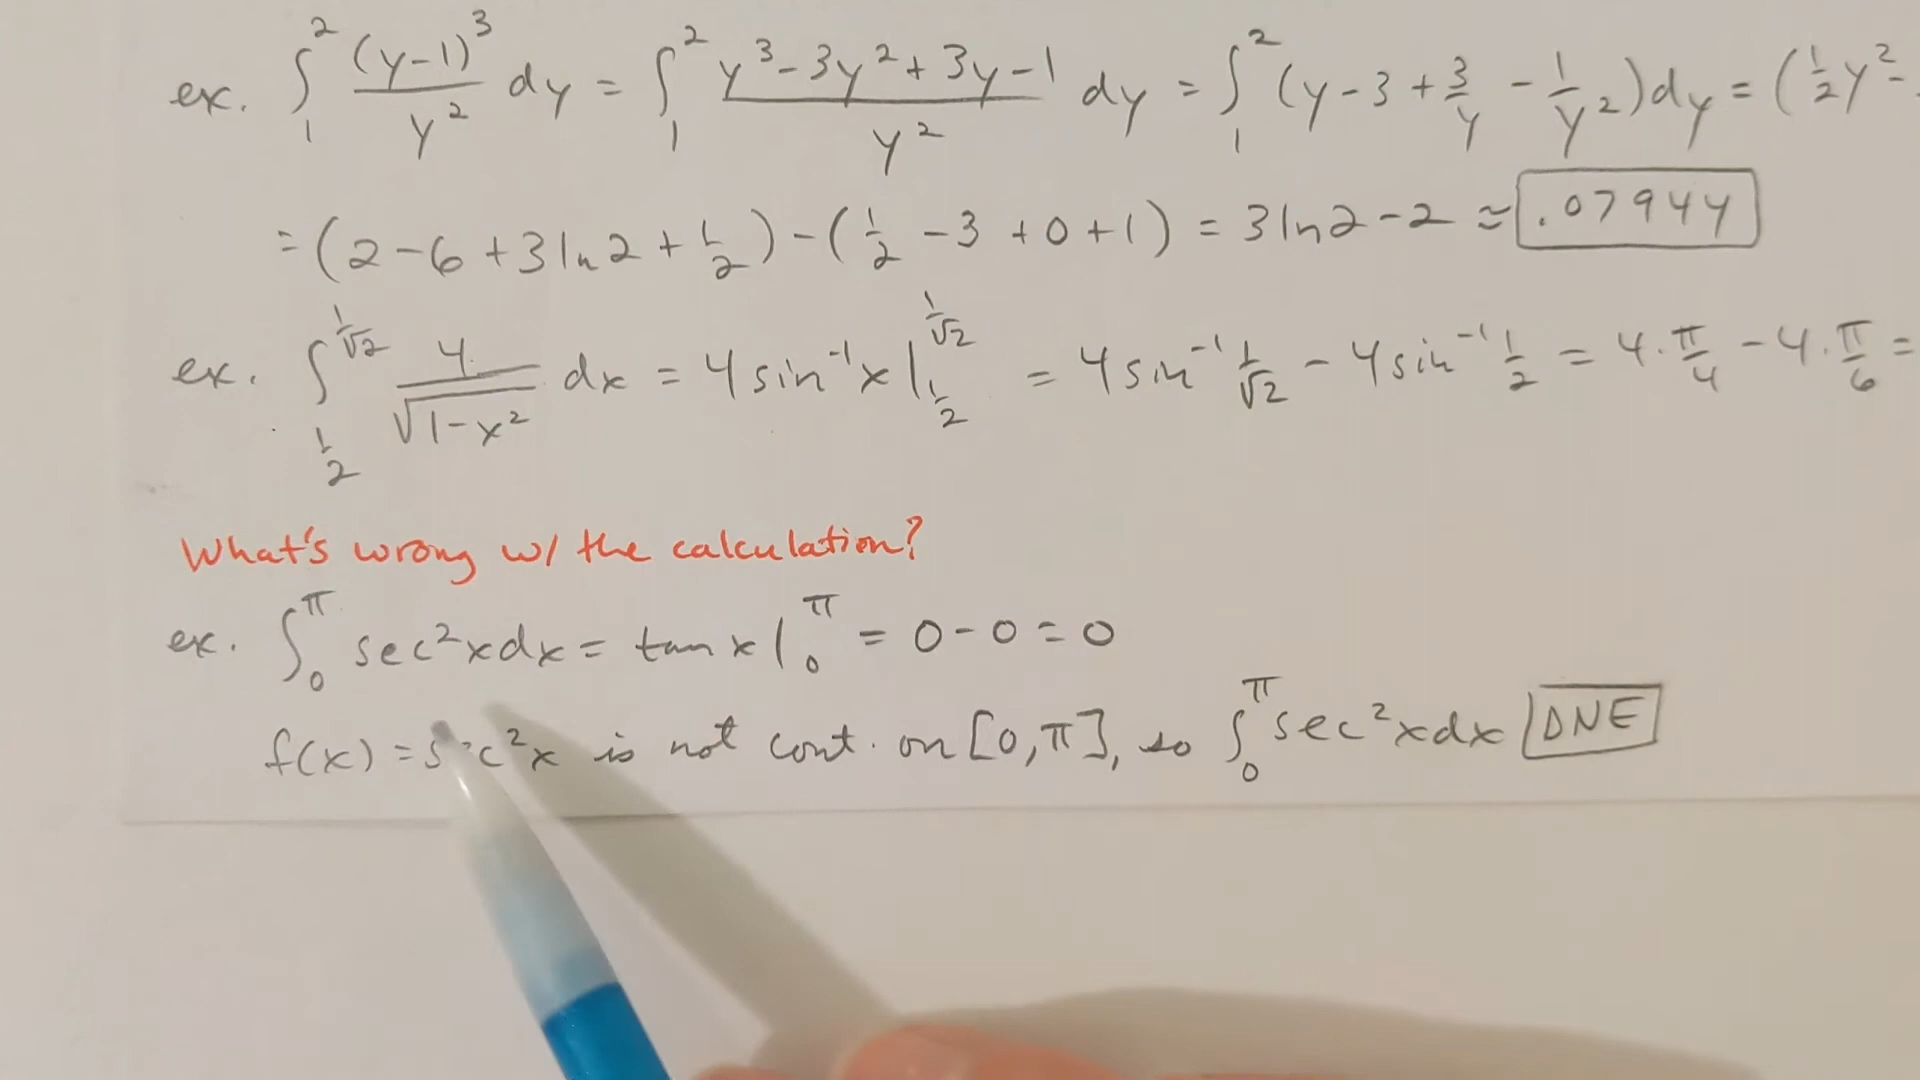 ex. ∫₁² (y-1)³/y² dy = ∫₁² (y³-3y²+3y-1)/y² dy = ∫₁² (y-3+3/y-1/y²)dy = (½y²-
= (2-6+3ln2+½)-(½-3+0+1) = 3ln2-2 ≈ .07944
ex. ∫_{1/2}^{1/√2} 4/√(1-x²) dx = 4sin⁻¹x|_{1/2}^{1/√2} = 4sin⁻¹ 1/√2 - 4sin⁻¹ ½ = 4·π/4 - 4·π/6 =
What's wrong w/ the calculation?
ex. ∫₀^π sec²xdx = tanx|₀^π = 0-0=0
f(x) = sec²x is not cont. on [0,π], so ∫₀^π sec²xdx DNE